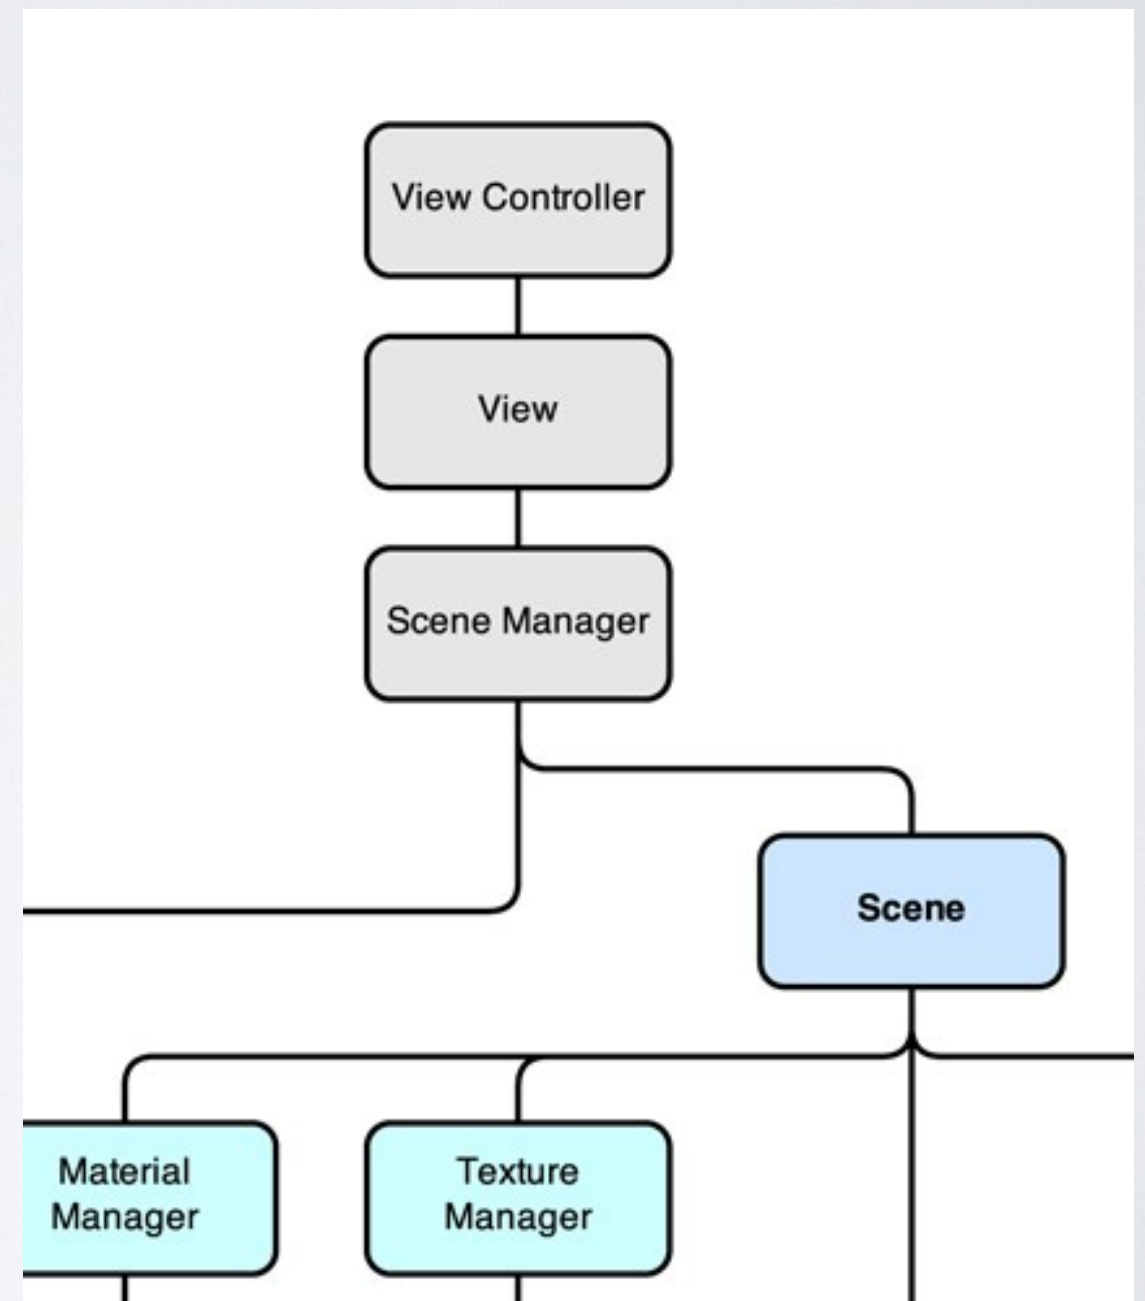 View Controller
View
Scene Manager
Scene
Material
Manager
Texture
Manager